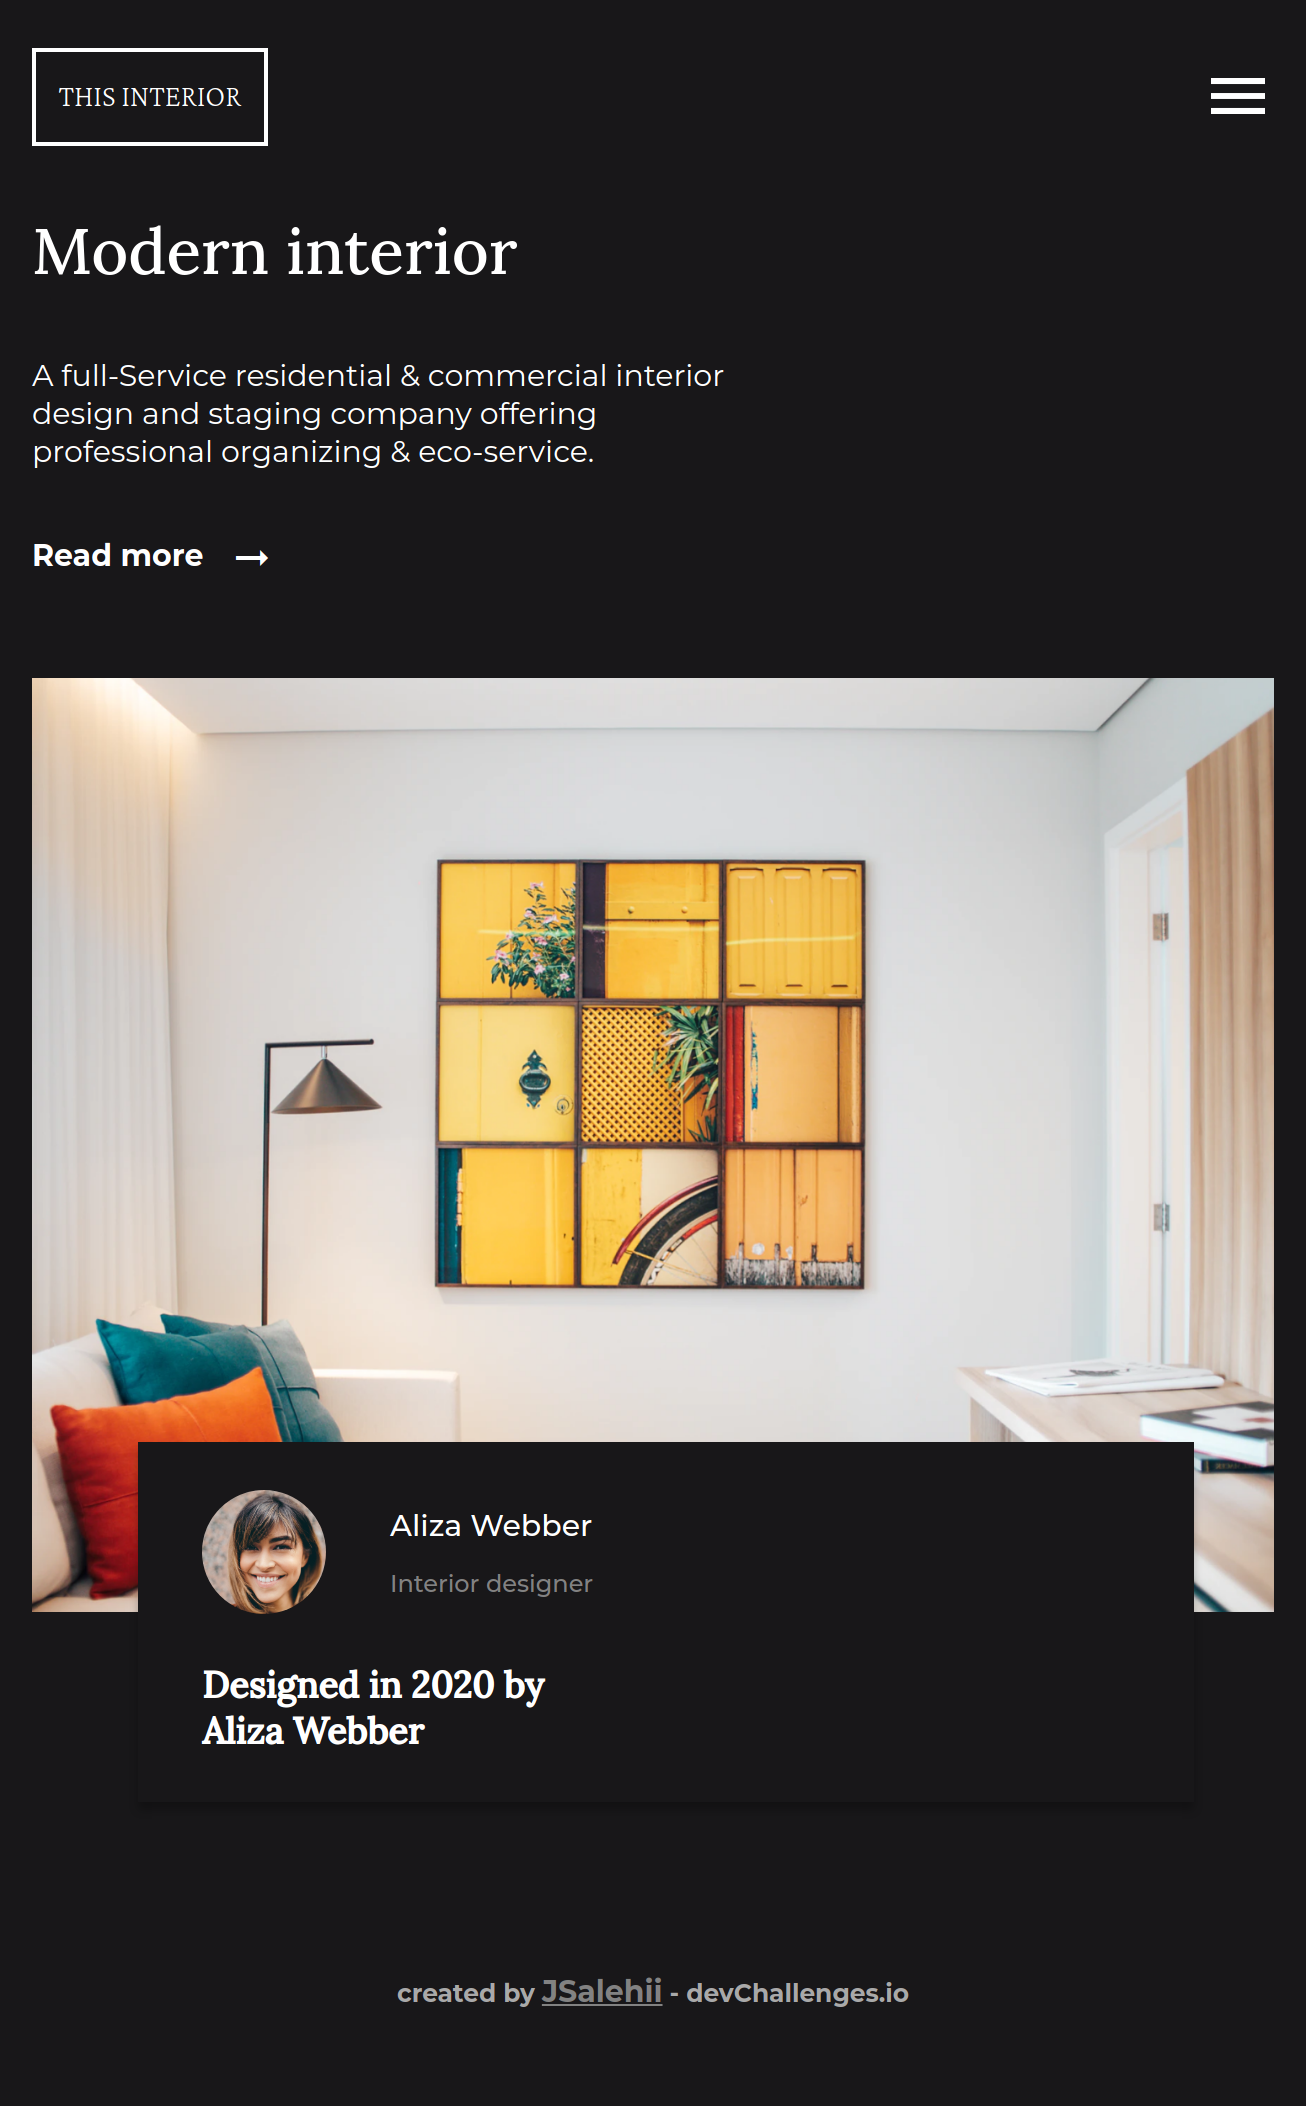 THIS INTERIOR
Modern interior
A full-Service residential & commercial interior
design and staging company offering
professional organizing & eco-service.
Read more
Aliza Webber
Interior designer
Designed in 2020 by
Aliza Webber
created by JSalehii - devChallenges.io